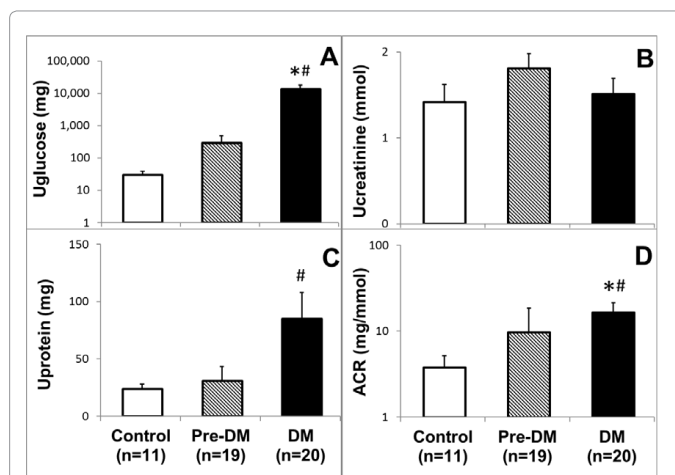 A
Uglucose (mg)
100,000
10,000
1,000
100
10
1
*#
B
Ucreatinine (mmol)
2
1
0
C
Uprotein (mg)
150
100
50
0
#
Control
(n=11)
Pre-DM
(n=19)
DM
(n=20)
D
ACR (mg/mmol)
100
10
1
*#
Control
(n=11)
Pre-DM
(n=19)
DM
(n=20)